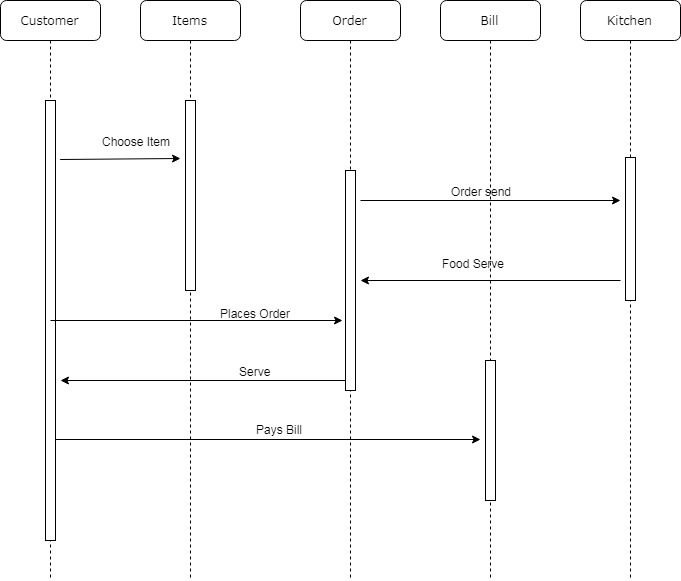 Customer
Items
Order
Bill
Kitchen
Choose Item
Order send
Food Serve
Places Order
Serve
Pays Bill